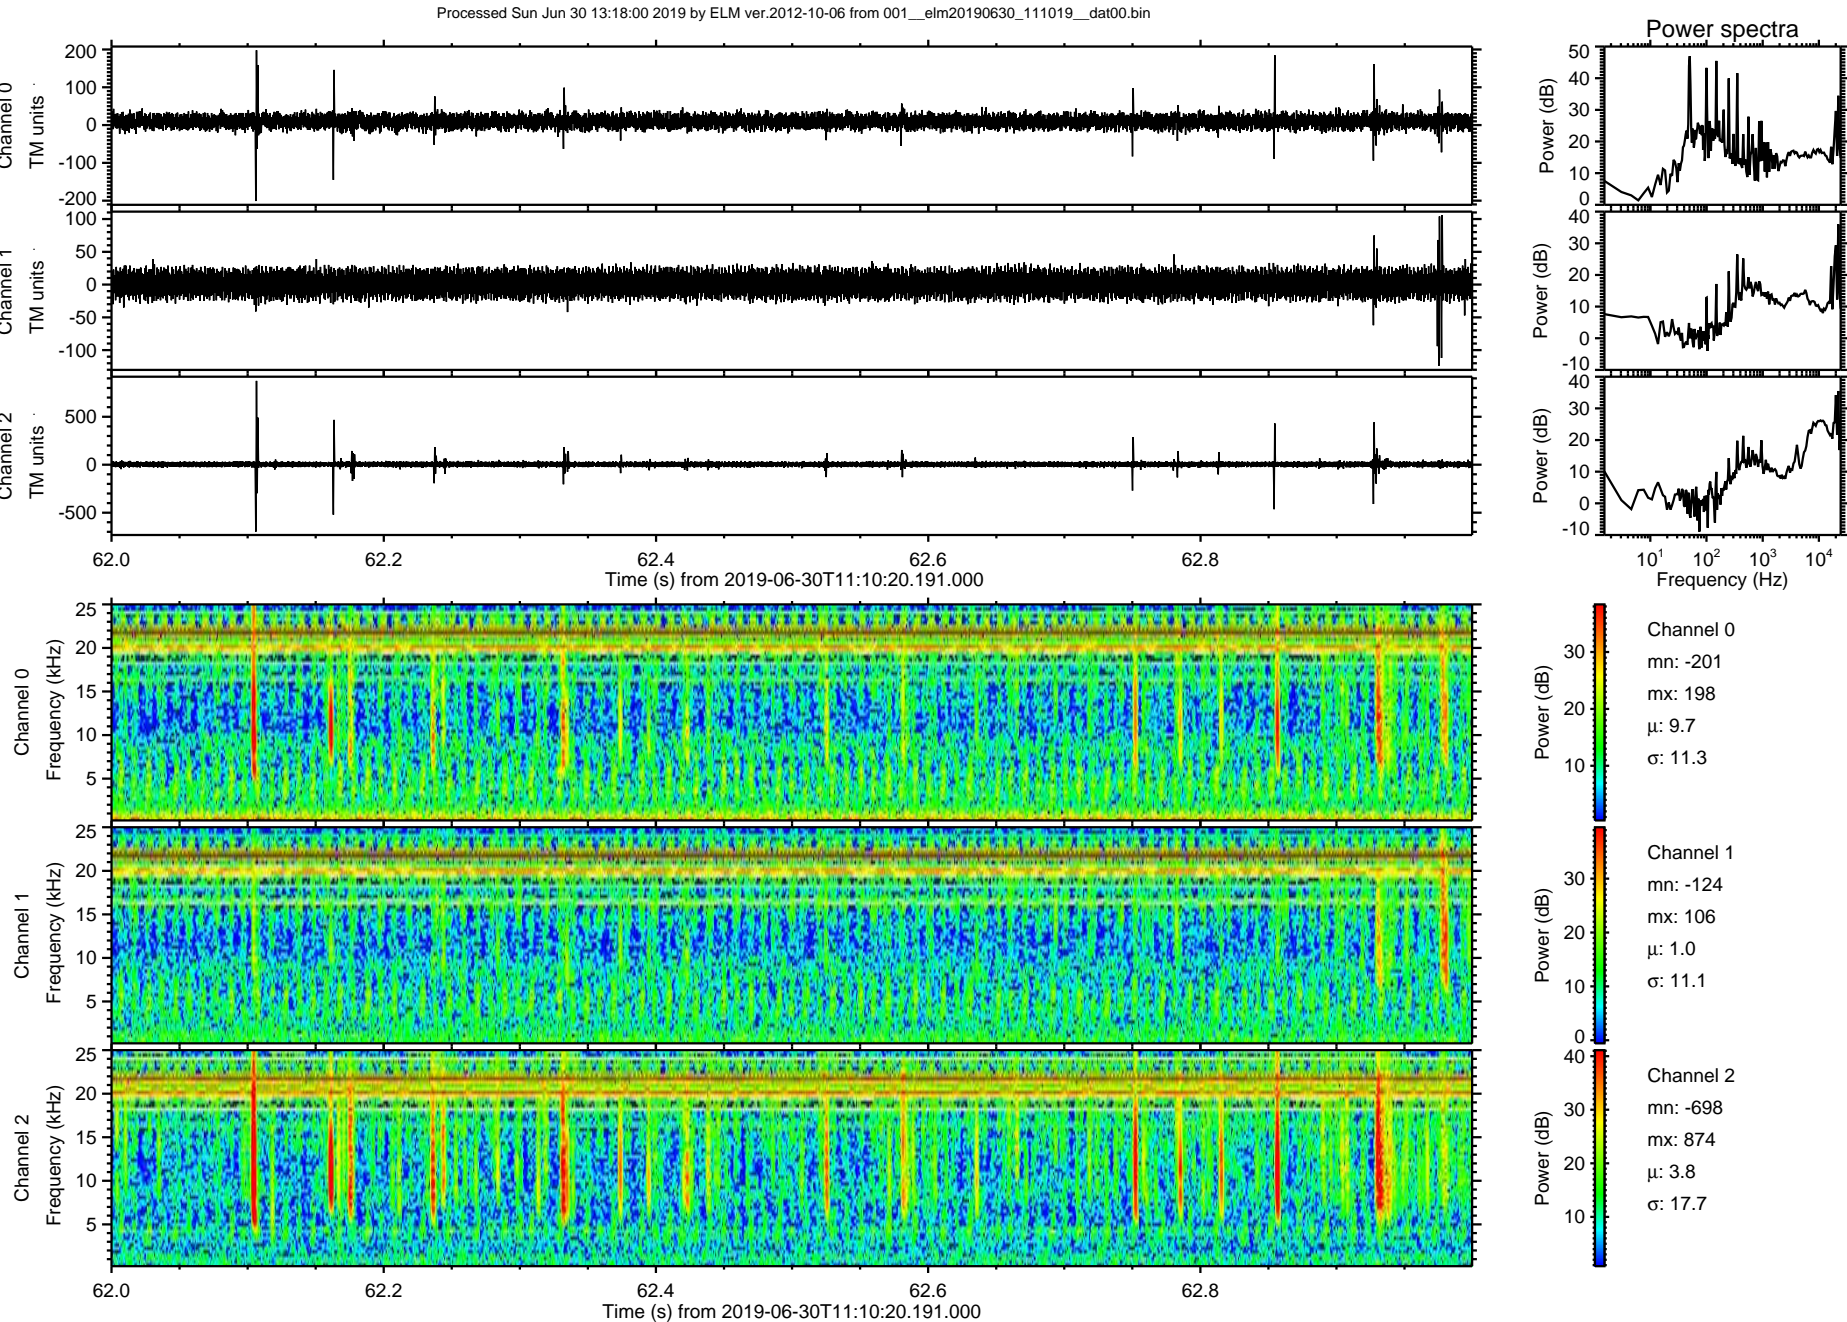 Processed Sun Jun 30 13:18:00 2019 by ELM ver.2012-10-06 from 001__elm20190630_111019__dat00.bin
Power spectra
Channel 0
TM units
200
100
0
-100
-200
Power (dB)
50
40
30
20
10
0
Channel 1
TM units
100
50
0
-50
-100
Power (dB)
40
30
20
10
0
-10
Channel 2
TM units
500
0
-500
Power (dB)
40
30
20
10
0
-10
62.0 62.2 62.4 62.6 62.8
Time (s) from 2019-06-30T11:10:20.191.000
10^1 10^2 10^3 10^4
Frequency (Hz)
Channel 0
Frequency (kHz)
25
20
15
10
5
Power (dB)
30
20
10
Channel 0
mn: -201
mx: 198
μ: 9.7
σ: 11.3
Channel 1
Frequency (kHz)
25
20
15
10
5
Power (dB)
30
20
10
0
Channel 1
mn: -124
mx: 106
μ: 1.0
σ: 11.1
Channel 2
Frequency (kHz)
25
20
15
10
5
Power (dB)
40
30
20
10
Channel 2
mn: -698
mx: 874
μ: 3.8
σ: 17.7
62.0 62.2 62.4 62.6 62.8
Time (s) from 2019-06-30T11:10:20.191.000